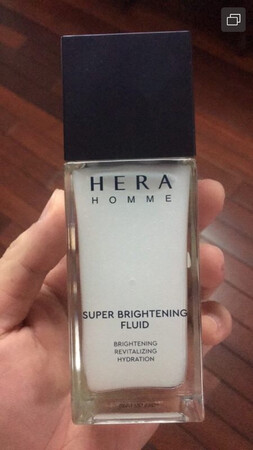 HERA
HOMME
SUPER BRIGHTENING
FLUID
BRIGHTENING
REVITALIZING
HYDRATION